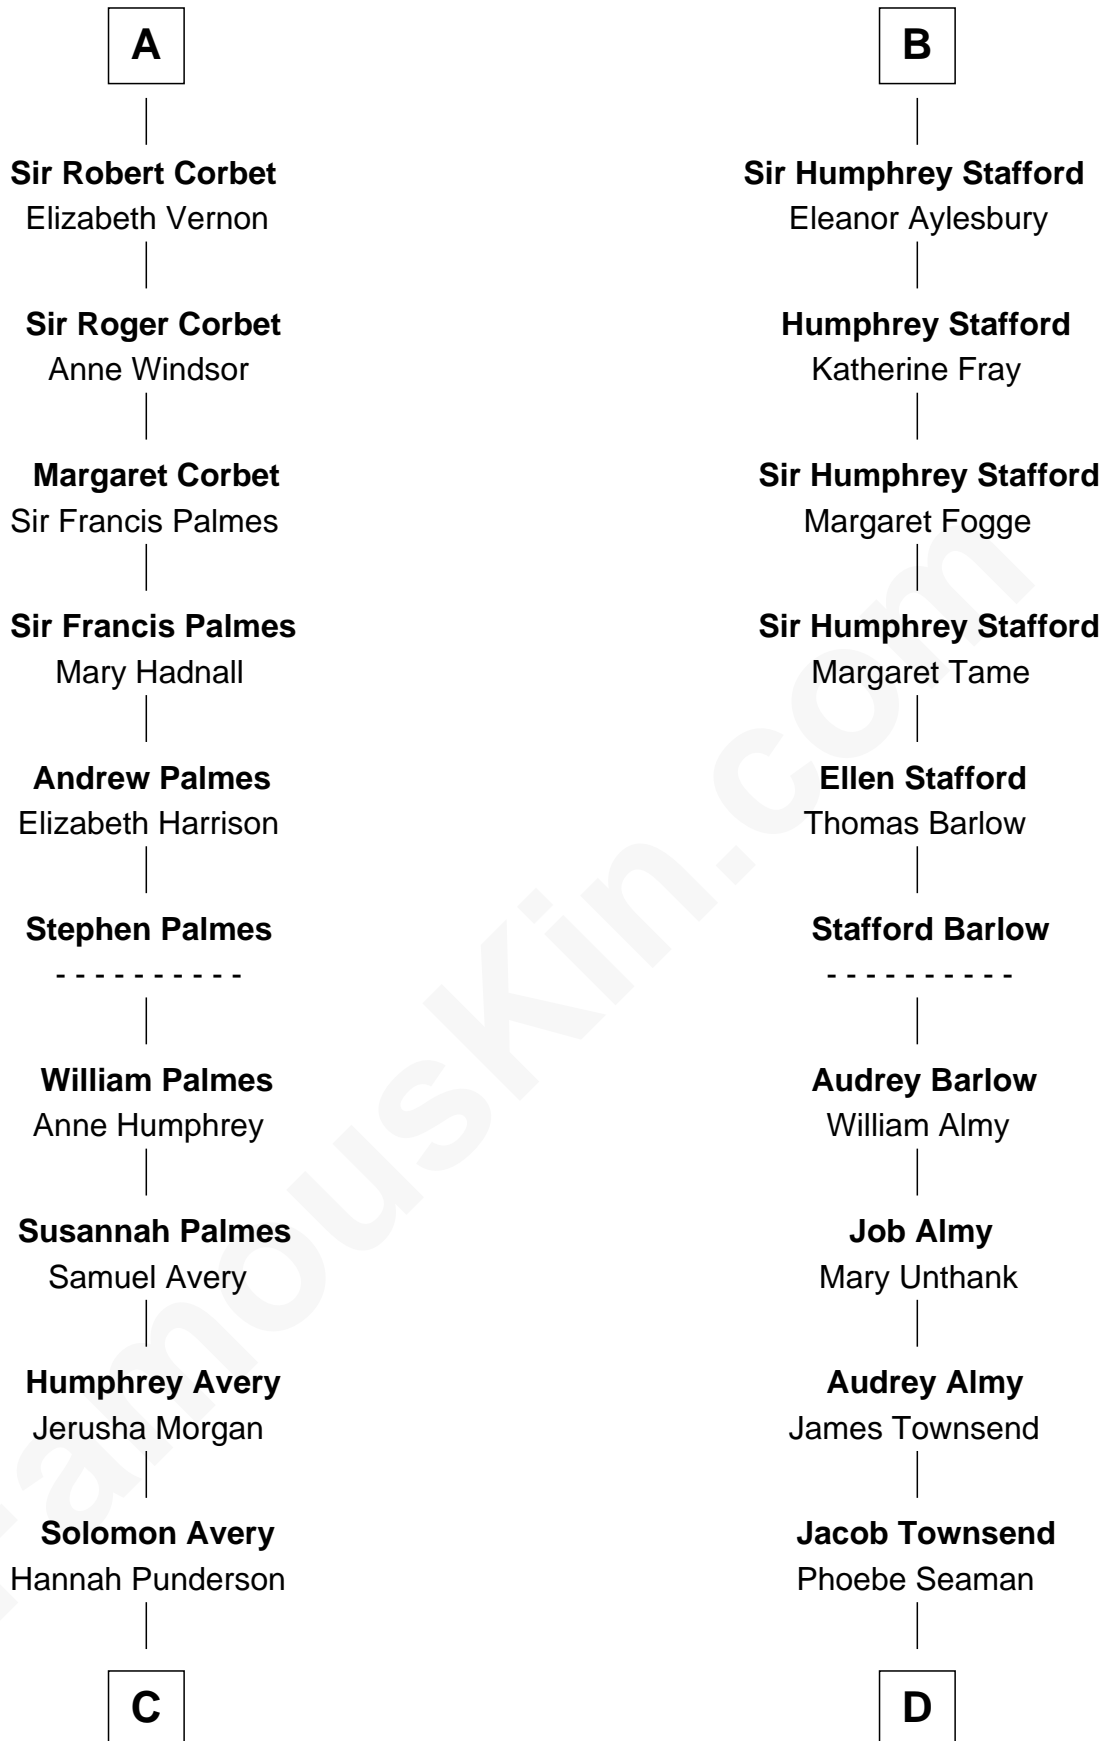 A
Sir Robert Corbet
Elizabeth Vernon
Sir Roger Corbet
Anne Windsor
Margaret Corbet
Sir Francis Palmes
Sir Francis Palmes
Mary Hadnall
Andrew Palmes
Elizabeth Harrison
Stephen Palmes
- - - - - - - - - -
William Palmes
Anne Humphrey
Susannah Palmes
Samuel Avery
Humphrey Avery
Jerusha Morgan
Solomon Avery
Hannah Punderson
C
B
Sir Humphrey Stafford
Eleanor Aylesbury
Humphrey Stafford
Katherine Fray
Sir Humphrey Stafford
Margaret Fogge
Sir Humphrey Stafford
Margaret Tame
Ellen Stafford
Thomas Barlow
Stafford Barlow
- - - - - - - - - -
Audrey Barlow
William Almy
Job Almy
Mary Unthank
Audrey Almy
James Townsend
Jacob Townsend
Phoebe Seaman
D
FamousKin.com